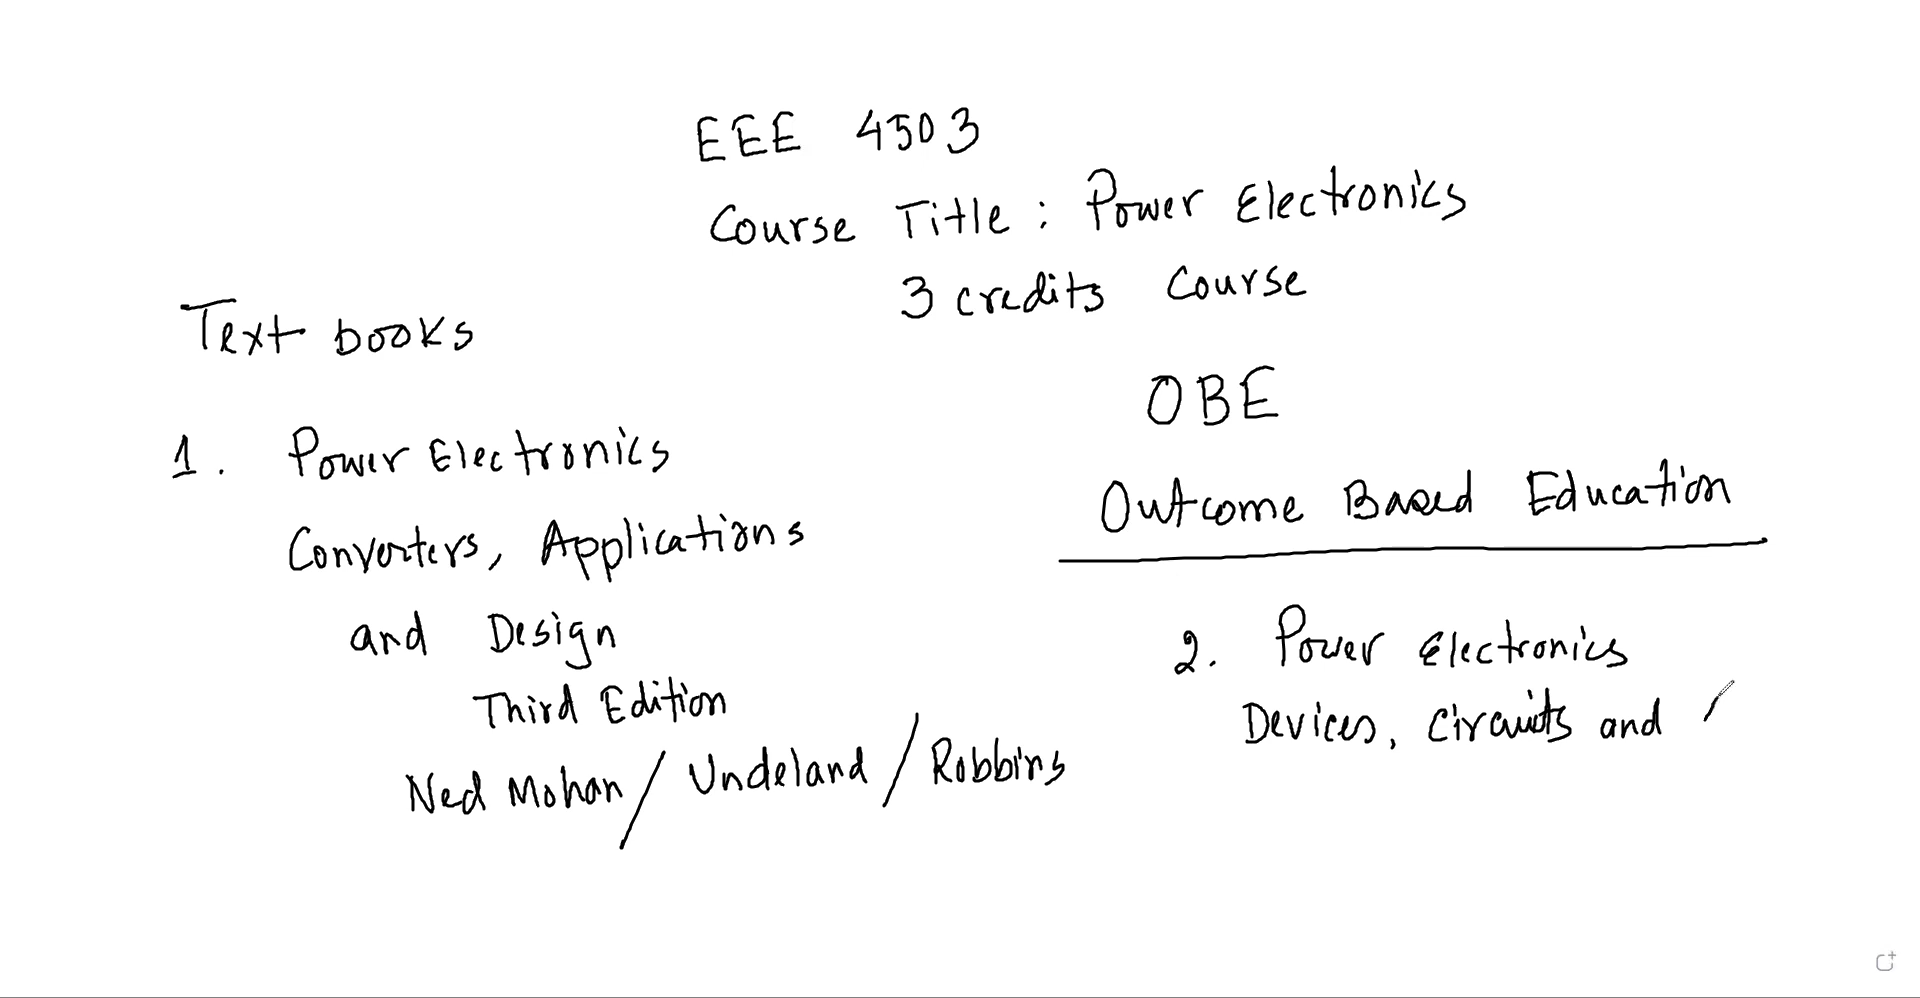 EEE 4503
Course Title : Power Electronics
3 credits Course
Text books
OBE
Outcome Based Education
1. Power Electronics
Converters, Applications
and Design
Third Edition
Ned Mohan / Undeland / Robbins
2. Power Electronics
Devices, Circuits and